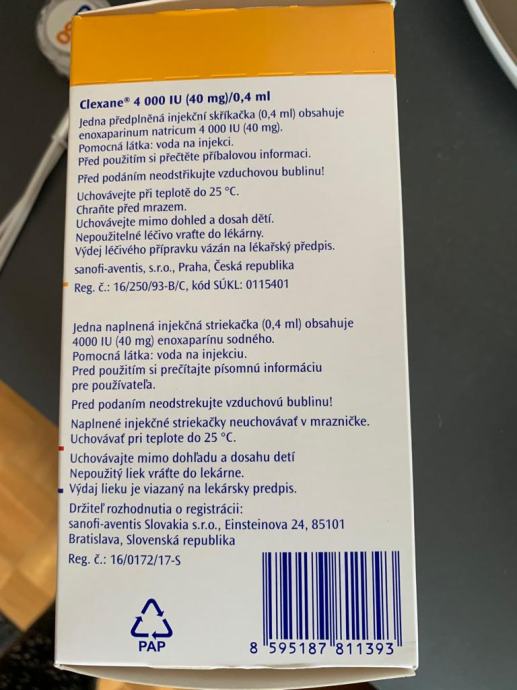 Clexane® 4 000 IU (40 mg)/0,4 ml
Jedna předplněná injekční skříkačka (0,4 ml) obsahuje
enoxaparinum natricum 4 000 IU (40 mg).
Pomocná látka: voda na injekci.
Před použitím si přečtěte příbalovou informaci.
Před podáním neodstřikujte vzduchovou bublinu!
Uchovávejte při teplotě do 25 °C.
Chraňte před mrazem.
Uchovávejte mimo dohled a dosah dětí.
Nepoužitelné léčivo vraťte do lékárny.
Výdej léčivého přípravku vázán na lékařský předpis.
sanofi-aventis, s.r.o., Praha, Česká republika
Reg. č.: 16/250/93-B/C, kód SÚKL: 0115401
Jedna naplnená injekčná striekačka (0,4 ml) obsahuje
4000 IU (40 mg) enoxaparínu sodného.
Pomocná látka: voda na injekciu.
Pred použitím si prečítajte písomnú informáciu
pre používateľa.
Pred podaním neodstrekujte vzduchovú bublinu!
Naplnené injekčné striekačky neuchovávať v mrazničke.
Uchovávať pri teplote do 25 °C.
Uchovávajte mimo dohľadu a dosahu detí
Nepoužitý liek vráťte do lekárne.
Výdaj lieku je viazaný na lekársky predpis.
Držiteľ rozhodnutia o registrácii:
sanofi-aventis Slovakia s.r.o., Einsteinova 24, 85101
Bratislava, Slovenská republika
Reg. č.: 16/0172/17-S
PAP
8 595187 811393